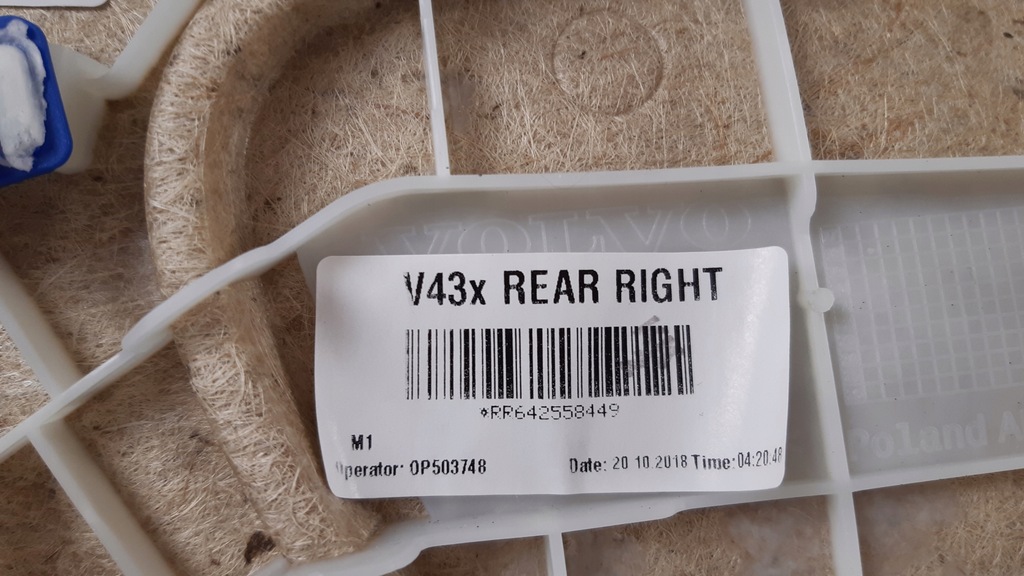 VOLVO
V43x REAR RIGHT
*RR642558449
M1
Operator: OP503748
Date: 20 10.2018 Time: 04:20.48
Poland